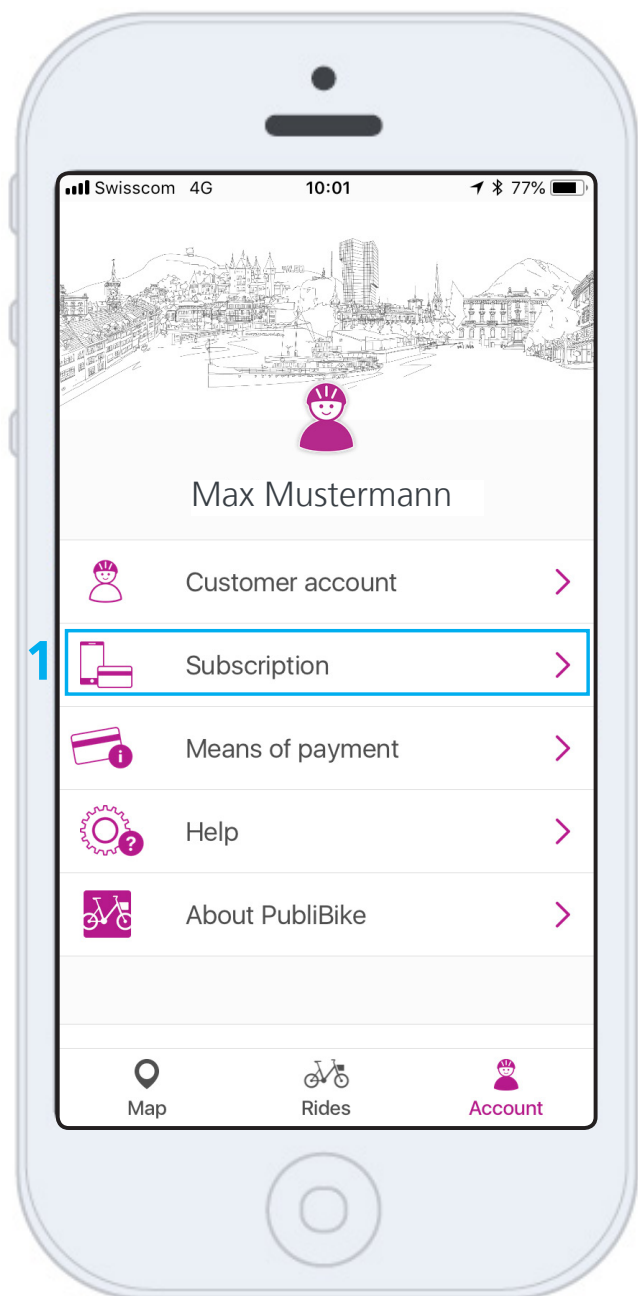 Swisscom 4G 10:01 77%
Max Mustermann
Customer account
1 Subscription
Means of payment
i
Help
?
About PubliBike
Map Rides Account